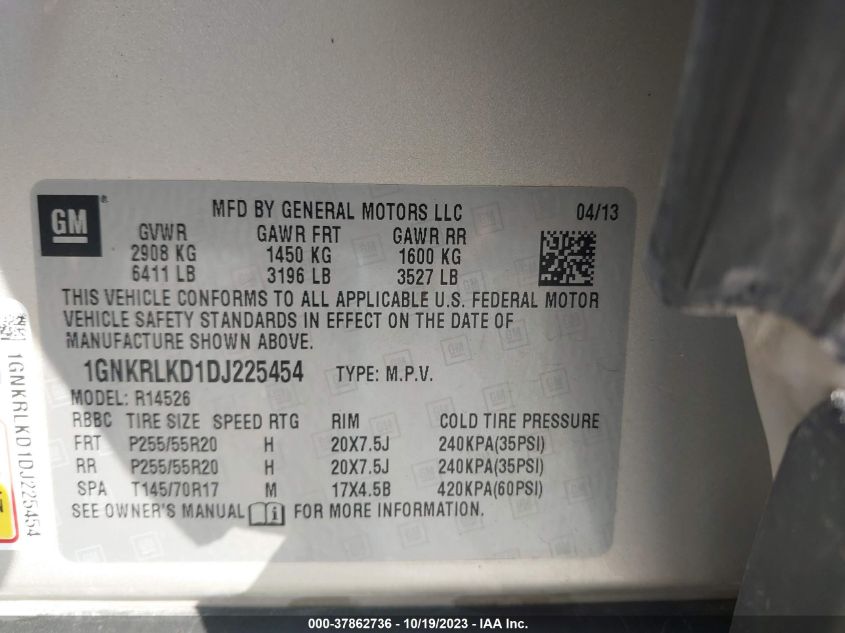 GM ®
MFD BY GENERAL MOTORS LLC 04/13
GVWR GAWR FRT GAWR RR
2908 KG 1450 KG 1600 KG
6411 LB 3196 LB 3527 LB
THIS VEHICLE CONFORMS TO ALL APPLICABLE U.S. FEDERAL MOTOR
VEHICLE SAFETY STANDARDS IN EFFECT ON THE DATE OF
MANUFACTURE SHOWN ABOVE.
1GNKRLKD1DJ225454 TYPE: M.P.V.
MODEL: R14526
RBBC TIRE SIZE SPEED RTG RIM COLD TIRE PRESSURE
FRT P255/55R20 H 20X7.5J 240KPA(35PSI)
RR P255/55R20 H 20X7.5J 240KPA(35PSI)
SPA T145/70R17 M 17X4.5B 420KPA(60PSI)
SEE OWNER'S MANUAL i FOR MORE INFORMATION.
1GNKRLKD1DJ225454
000-37862736 - 10/19/2023 - IAA Inc.